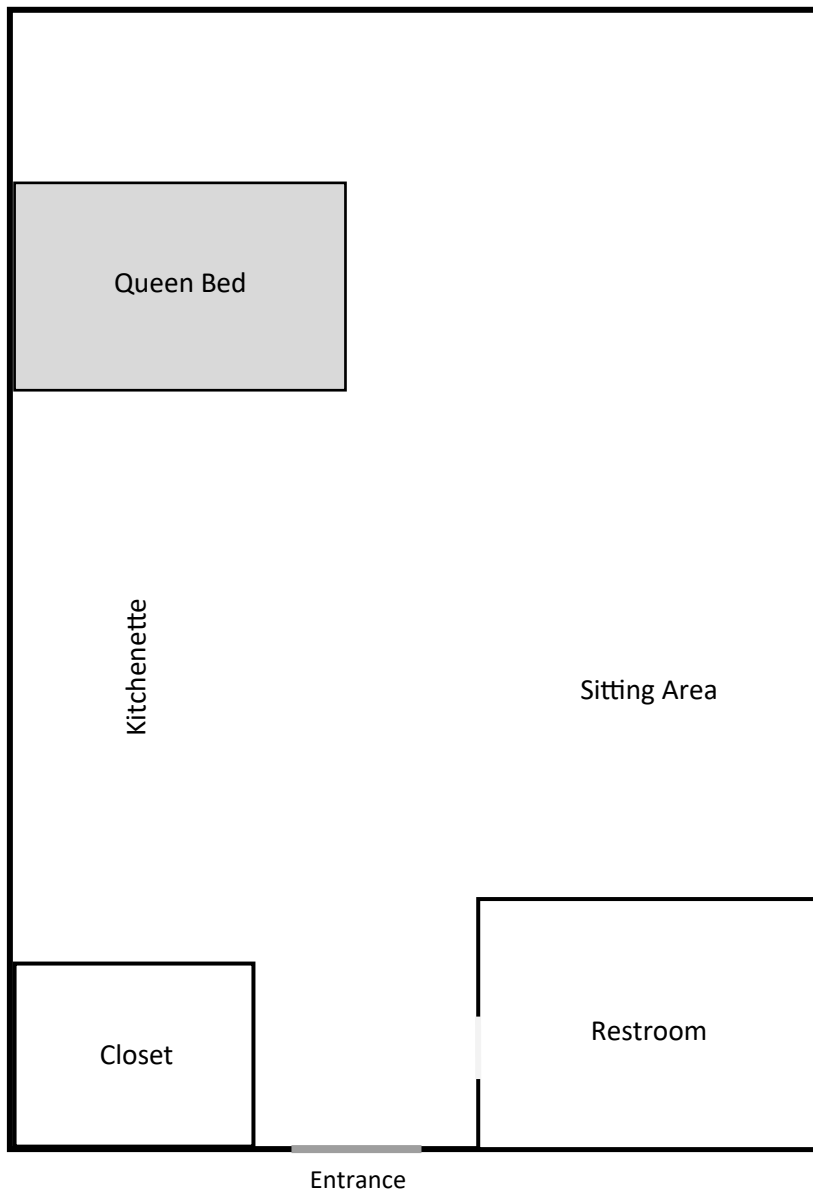 Queen Bed
Kitchenette
Sitting Area
Restroom
Closet
Entrance